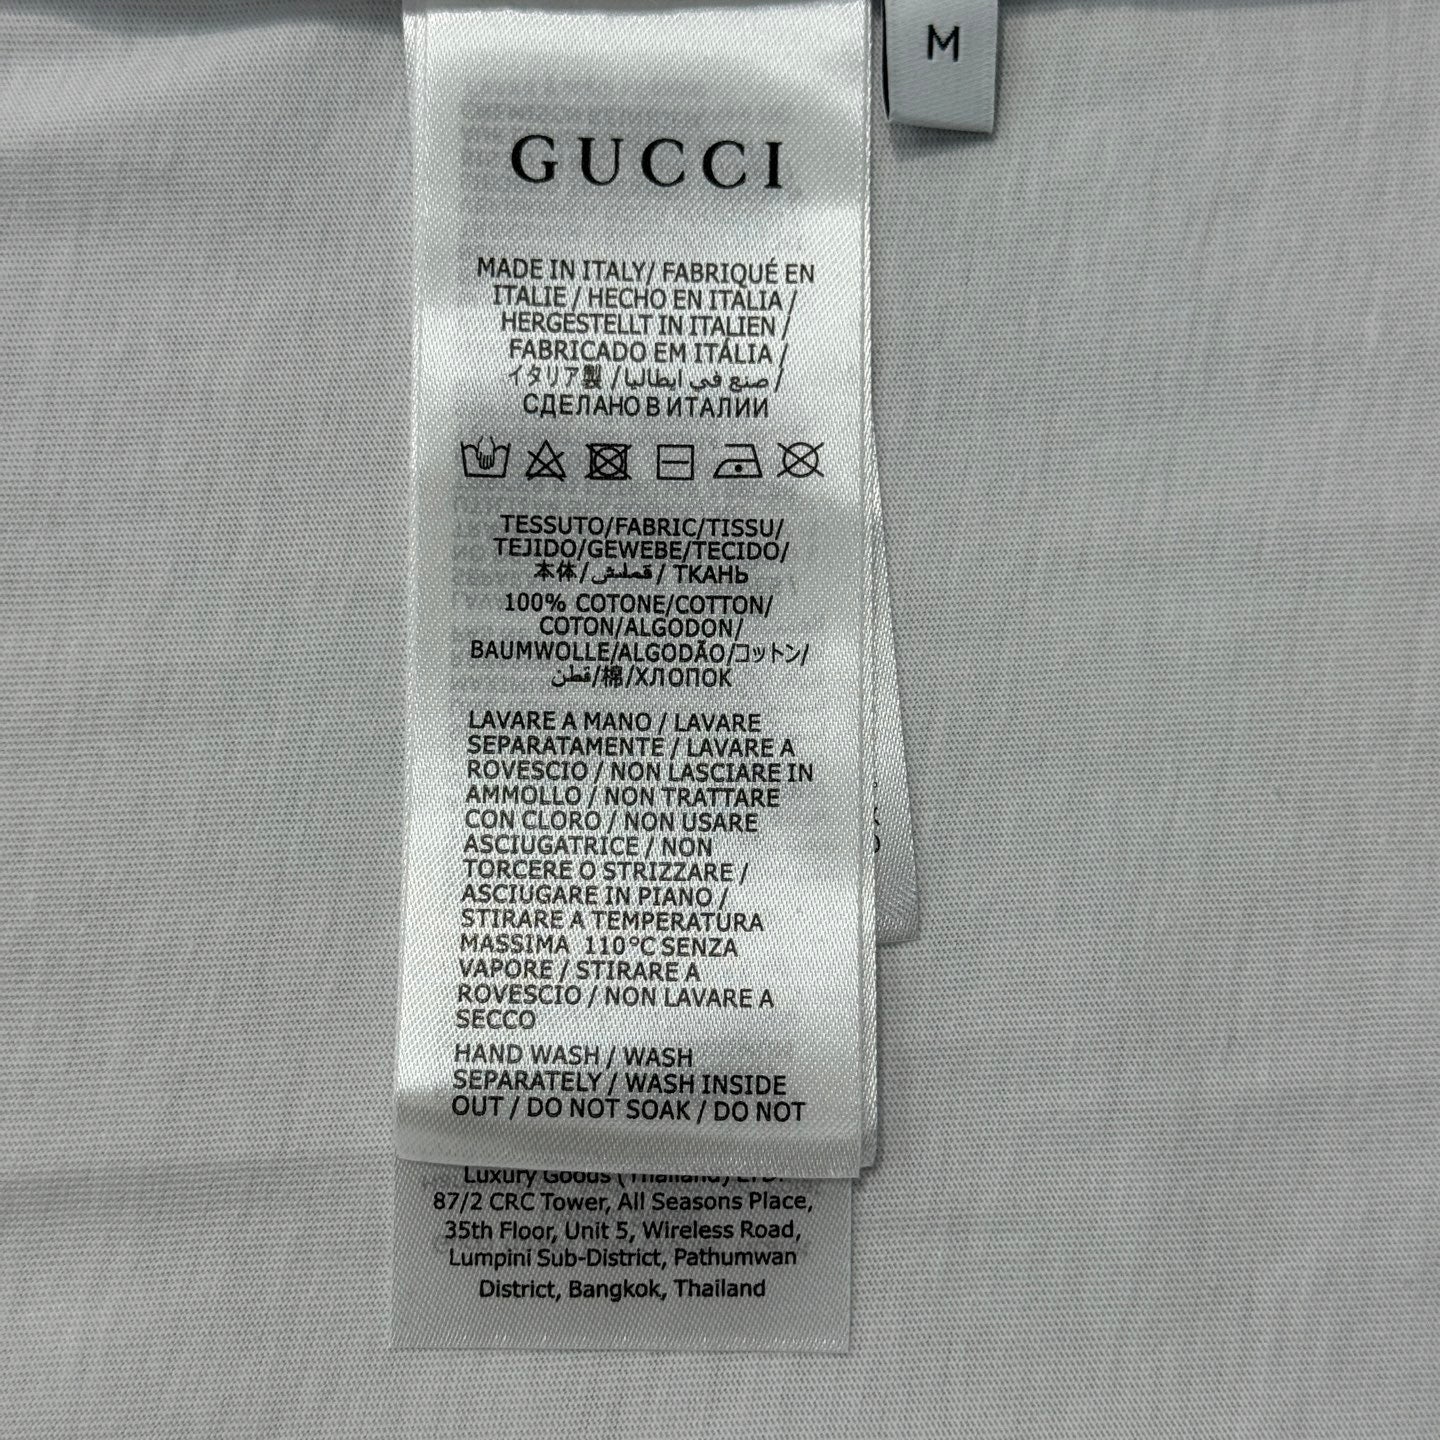 M
GUCCI
MADE IN ITALY/ FABRIQUÉ EN
ITALIE / HECHO EN ITALIA /
HERGESTELLT IN ITALIEN /
FABRICADO EM ITÁLIA /
イタリア製 /صنع في ايطاليا /
СДЕЛАНО В ИТАЛИИ
TESSUTO/FABRIC/TISSU/
TEJIDO/GEWEBE/TECIDO/
本体/قملىش/ ТКАНЬ
100% COTONE/COTTON/
COTON/ALGODON/
BAUMWOLLE/ALGODÃO/コットン/
قطن/棉/ХЛОПОК
LAVARE A MANO / LAVARE
SEPARATAMENTE / LAVARE A
ROVESCIO / NON LASCIARE IN
AMMOLLO / NON TRATTARE
CON CLORO / NON USARE
ASCIUGATRICE / NON
TORCERE O STRIZZARE /
ASCIUGARE IN PIANO /
STIRARE A TEMPERATURA
MASSIMA 110°C SENZA
VAPORE / STIRARE A
ROVESCIO / NON LAVARE A
SECCO
HAND WASH / WASH
SEPARATELY / WASH INSIDE
OUT / DO NOT SOAK / DO NOT
Luxury Goods (Thailand) LTD.
87/2 CRC Tower, All Seasons Place,
35th Floor, Unit 5, Wireless Road,
Lumpini Sub-District, Pathumwan
District, Bangkok, Thailand